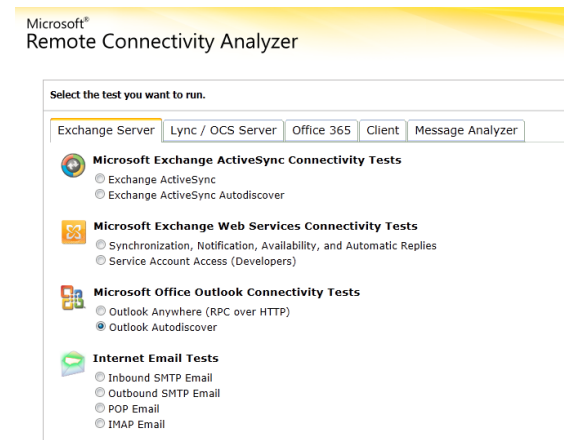 Microsoft®
Remote Connectivity Analyzer
Select the test you want to run.
Exchange Server Lync / OCS Server Office 365 Client Message Analyzer
Microsoft Exchange ActiveSync Connectivity Tests
Exchange ActiveSync
Exchange ActiveSync Autodiscover
Microsoft Exchange Web Services Connectivity Tests
Synchronization, Notification, Availability, and Automatic Replies
Service Account Access (Developers)
Microsoft Office Outlook Connectivity Tests
Outlook Anywhere (RPC over HTTP)
Outlook Autodiscover
Internet Email Tests
Inbound SMTP Email
Outbound SMTP Email
POP Email
IMAP Email